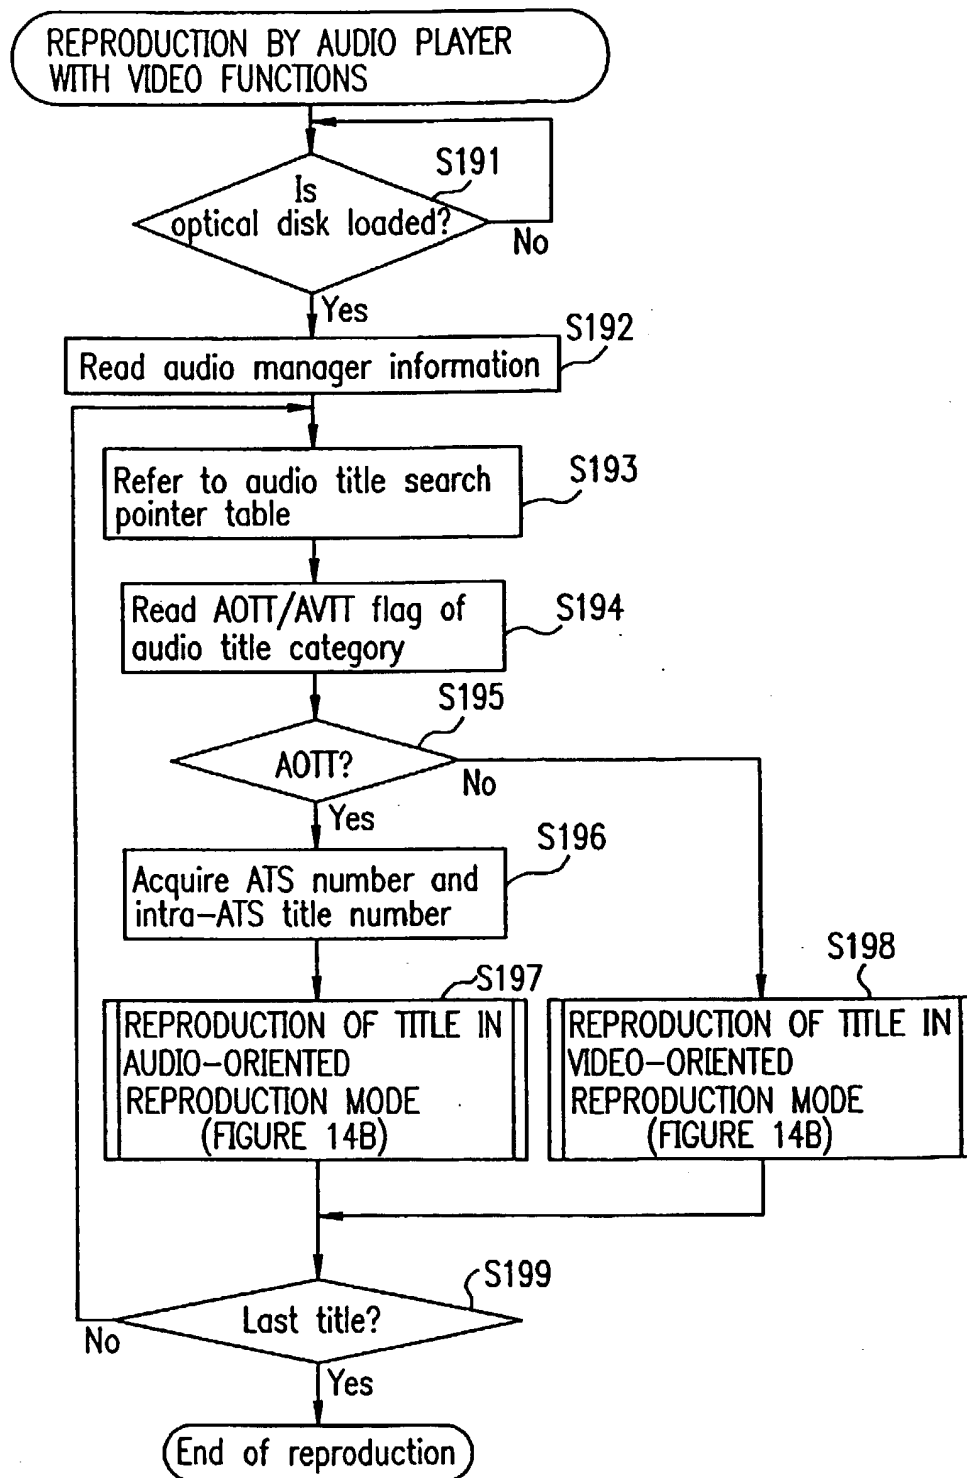 REPRODUCTION BY AUDIO PLAYER
WITH VIDEO FUNCTIONS
S191
Is
optical disk loaded?
No
Yes
S192
Read audio manager information
S193
Refer to audio title search
pointer table
S194
Read AOTT/AVTT flag of
audio title category
S195
AOTT?
No
Yes
S196
Acquire ATS number and
intra-ATS title number
S197
REPRODUCTION OF TITLE IN
AUDIO-ORIENTED
REPRODUCTION MODE
(FIGURE 14B)
S198
REPRODUCTION OF TITLE IN
VIDEO-ORIENTED
REPRODUCTION MODE
(FIGURE 14B)
S199
Last title?
No
Yes
End of reproduction